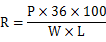 R = P × 36 × 100 / W × L